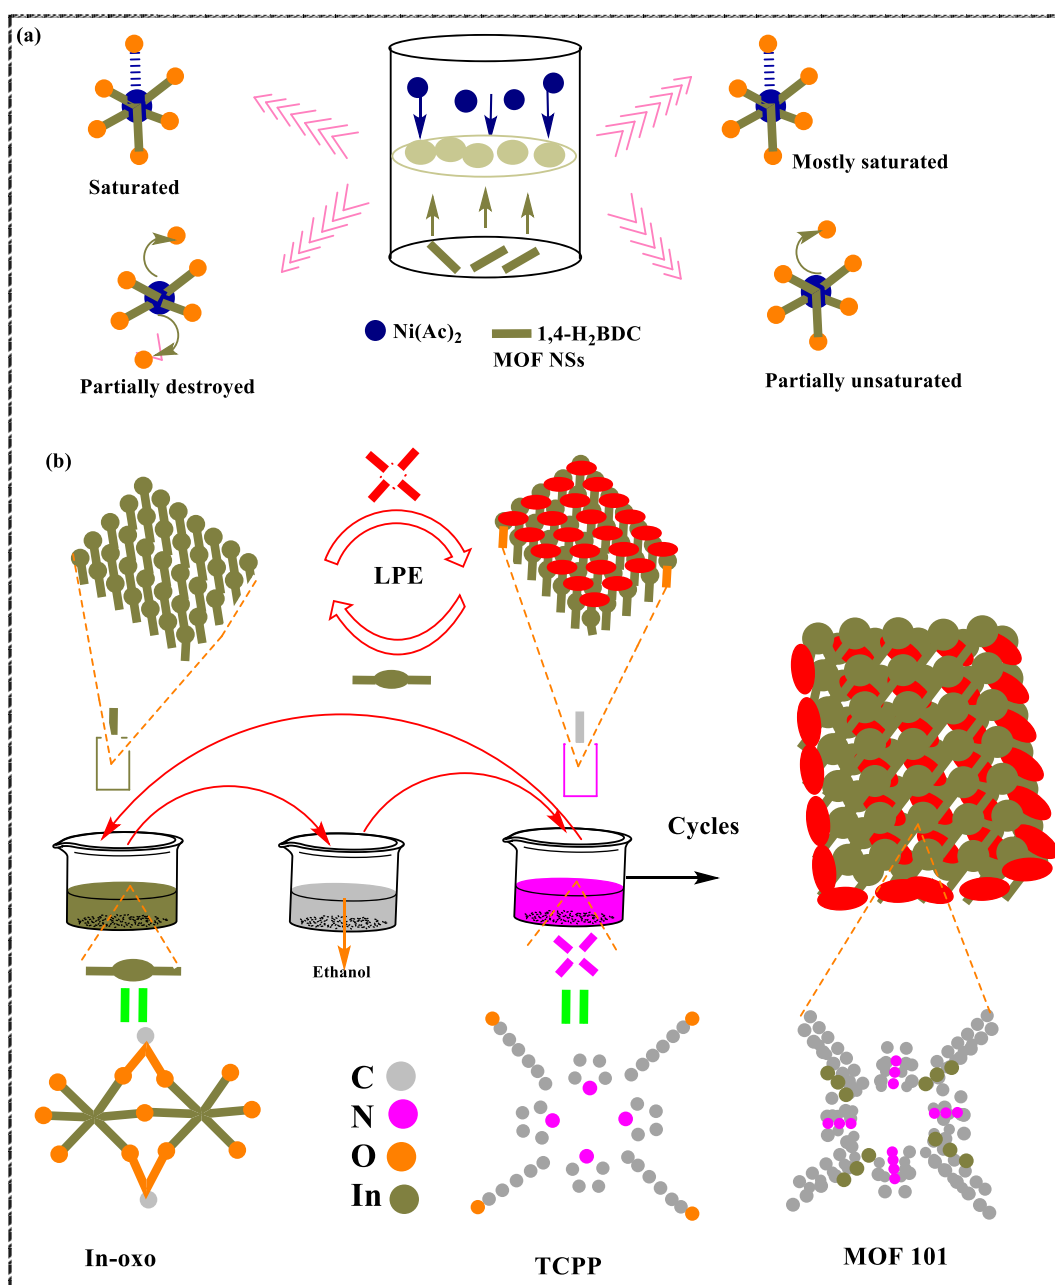 (a)
Saturated
Mostly saturated
Partially destroyed
Ni(Ac)₂
1,4-H₂BDC
MOF NSs
Partially unsaturated
(b)
LPE
Cycles
Ethanol
C
N
O
In
In-oxo
TCPP
MOF 101